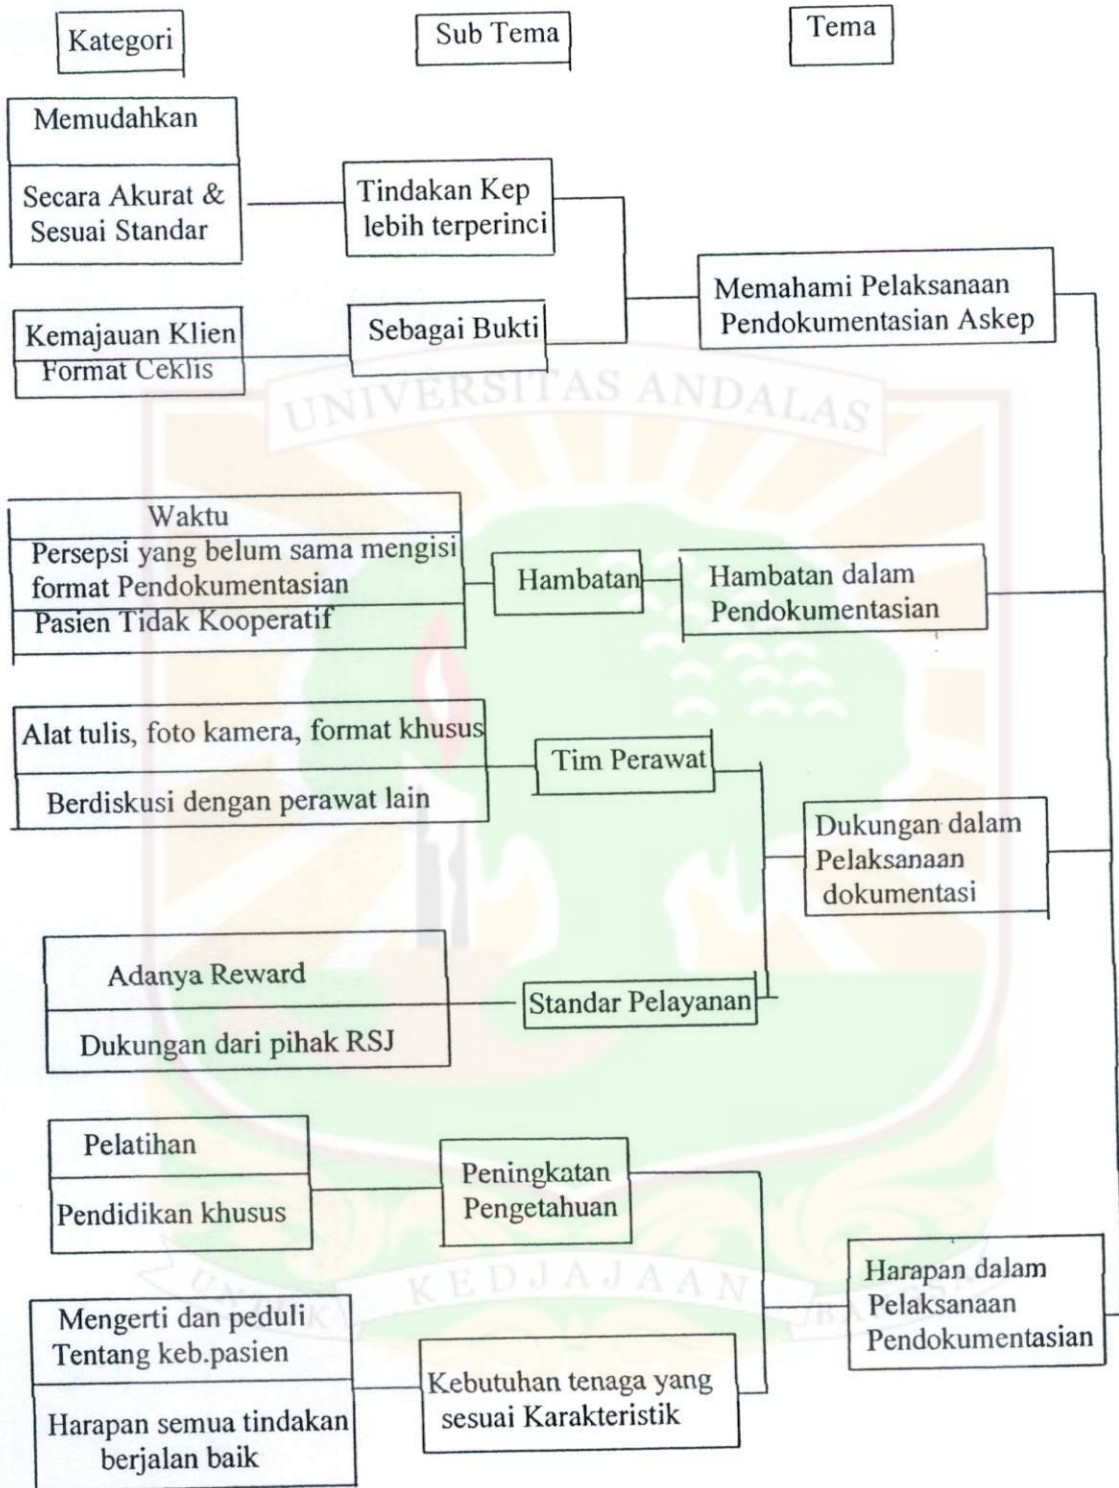 Kategori
Sub Tema
Tema
Memudahkan
Secara Akurat &
Sesuai Standar
Tindakan Kep
lebih terperinci
Kemajauan Klien
Format Ceklis
Sebagai Bukti
Memahami Pelaksanaan
Pendokumentasian Askep
UNIVERSITAS ANDALAS
Waktu
Persepsi yang belum sama mengisi
format Pendokumentasian
Pasien Tidak Kooperatif
Hambatan
Hambatan dalam
Pendokumentasian
Alat tulis, foto kamera, format khusus
Berdiskusi dengan perawat lain
Tim Perawat
Dukungan dalam
Pelaksanaan
dokumentasi
Adanya Reward
Dukungan dari pihak RSJ
Standar Pelayanan
Pelatihan
Pendidikan khusus
Peningkatan
Pengetahuan
Mengerti dan peduli
Tentang keb.pasien
Harapan semua tindakan
berjalan baik
Kebutuhan tenaga yang
sesuai Karakteristik
Harapan dalam
Pelaksanaan
Pendokumentasian
UNTUK KEDJAJAAN BANGSA